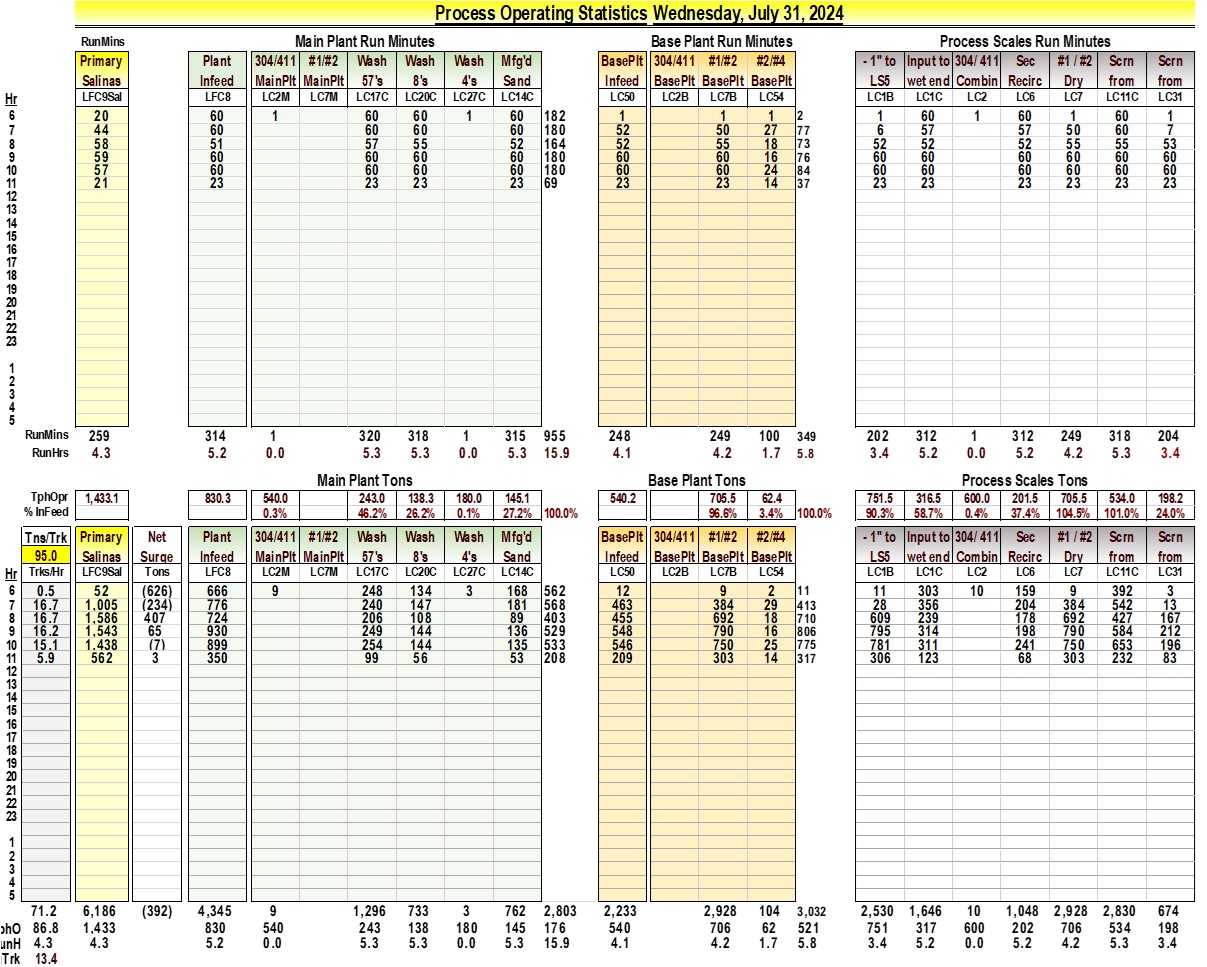 Process Operating Statistics Wednesday, July 31, 2024
RunMins Main Plant Run Minutes Base Plant Run Minutes Process Scales Run Minutes
Primary Plant 304/411 #1/#2 Wash Wash Wash Mfg'd BasePlt 304/411 #1/#2 #2/#4 - 1" to Input to 304/ 411 Sec #1 / #2 Scrn Scrn
Salinas Infeed MainPlt MainPlt 57's 8's 4's Sand Infeed BasePlt BasePlt BasePlt LS5 wet end Combin Recirc Dry from from
Hr LFC9Sal LFC8 LC2M LC7M LC17C LC20C LC27C LC14C LC50 LC2B LC7B LC54 LC1B LC1C LC2 LC6 LC7 LC11C LC31
6 20 60 1 60 60 1 60 182 1 1 1 2 1 60 1 60 1 60 1
7 44 60 60 60 60 180 52 50 27 77 6 57 57 50 60 7
8 58 51 57 55 52 164 52 55 18 73 52 52 52 55 55 53
9 59 60 60 60 60 180 60 60 16 76 60 60 60 60 60 60
10 57 60 60 60 60 180 60 60 24 84 60 60 60 60 60 60
11 21 23 23 23 23 69 23 23 14 37 23 23 23 23 23 23
12
13
14
15
16
17
18
19
20
21
22
23
1
2
3
4
5
RunMins 259 314 1 320 318 1 315 955 248 249 100 349 202 312 1 312 249 318 204
RunHrs 4.3 5.2 0.0 5.3 5.3 0.0 5.3 15.9 4.1 4.2 1.7 5.8 3.4 5.2 0.0 5.2 4.2 5.3 3.4
Main Plant Tons Base Plant Tons Process Scales Tons
TphOpr 1,433.1 830.3 540.0 243.0 138.3 180.0 145.1 540.2 705.5 62.4 751.5 316.5 600.0 201.5 705.5 534.0 198.2
% InFeed 0.3% 46.2% 26.2% 0.1% 27.2% 100.0% 96.6% 3.4% 100.0% 90.3% 58.7% 0.4% 37.4% 104.5% 101.0% 24.0%
Tns/Trk Primary Net Plant 304/411 #1/#2 Wash Wash Wash Mfg'd BasePlt 304/411 #1/#2 #2/#4 - 1" to Input to 304/ 411 Sec #1 / #2 Scrn Scrn
95.0 Salinas Surge Infeed MainPlt MainPlt 57's 8's 4's Sand Infeed BasePlt BasePlt BasePlt LS5 wet end Combin Recirc Dry from from
Hr Trks/Hr LFC9Sal Tons LFC8 LC2M LC7M LC17C LC20C LC27C LC14C LC50 LC2B LC7B LC54 LC1B LC1C LC2 LC6 LC7 LC11C LC31
6 0.5 52 (626) 666 9 248 134 3 168 562 12 9 2 11 11 303 10 159 9 392 3
7 16.7 1,005 (234) 776 240 147 181 568 463 384 29 413 28 356 204 384 542 13
8 16.7 1,586 407 724 206 108 89 403 455 692 18 710 609 239 178 692 427 167
9 16.2 1,543 65 930 249 144 136 529 548 790 16 806 795 314 198 790 584 212
10 15.1 1,438 (7) 899 254 144 135 533 546 750 25 775 781 311 241 750 653 196
11 5.9 562 3 350 99 56 53 208 209 303 14 317 306 123 68 303 232 83
12
13
14
15
16
17
18
19
20
21
22
23
1
2
3
4
5
71.2 6,186 (392) 4,345 9 1,296 733 3 762 2,803 2,233 2,928 104 3,032 2,530 1,646 10 1,048 2,928 2,830 674
phO 86.8 1,433 830 540 243 138 180 145 176 540 706 62 521 751 317 600 202 706 534 198
unH 4.3 4.3 5.2 0.0 5.3 5.3 0.0 5.3 15.9 4.1 4.2 1.7 5.8 3.4 5.2 0.0 5.2 4.2 5.3 3.4
Trk 13.4